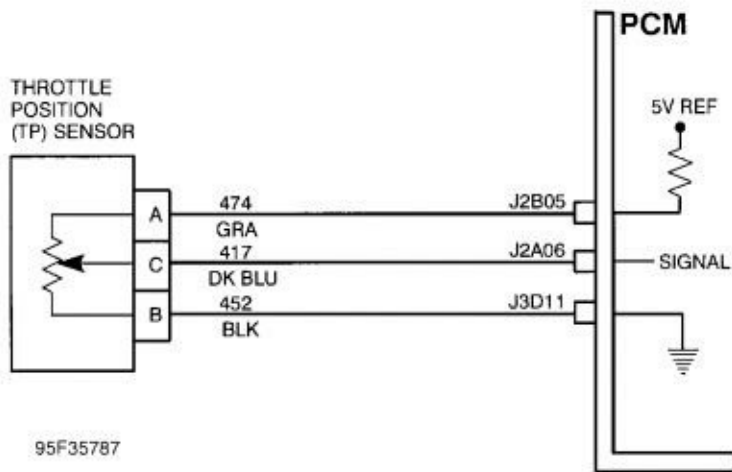 PCM
THROTTLE
POSITION
(TP) SENSOR
5V REF
A
474
J2B05
GRA
C
417
J2A06
SIGNAL
DK BLU
B
452
J3D11
BLK
95F35787